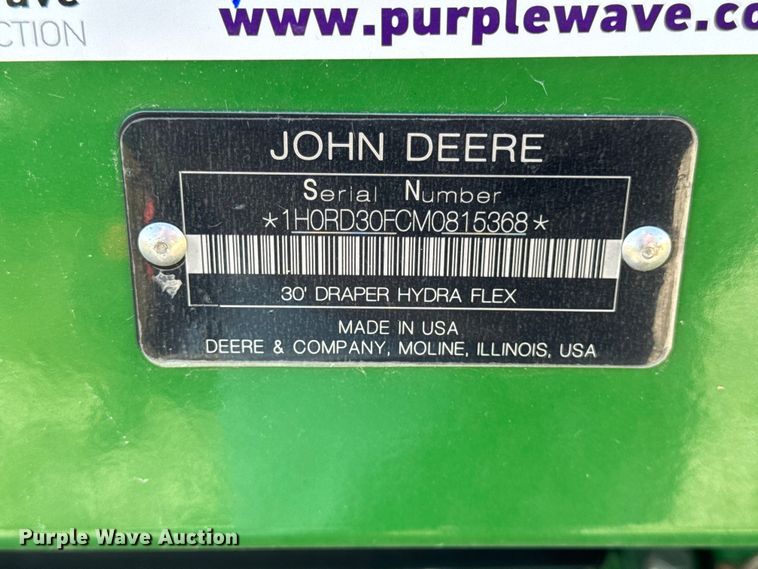 wave
www.purplewave.co
CTION
JOHN DEERE
Serial Number
*1H0RD30FCM0815368*
30' DRAPER HYDRA FLEX
MADE IN USA
DEERE & COMPANY, MOLINE, ILLINOIS, USA
Purple Wave Auction